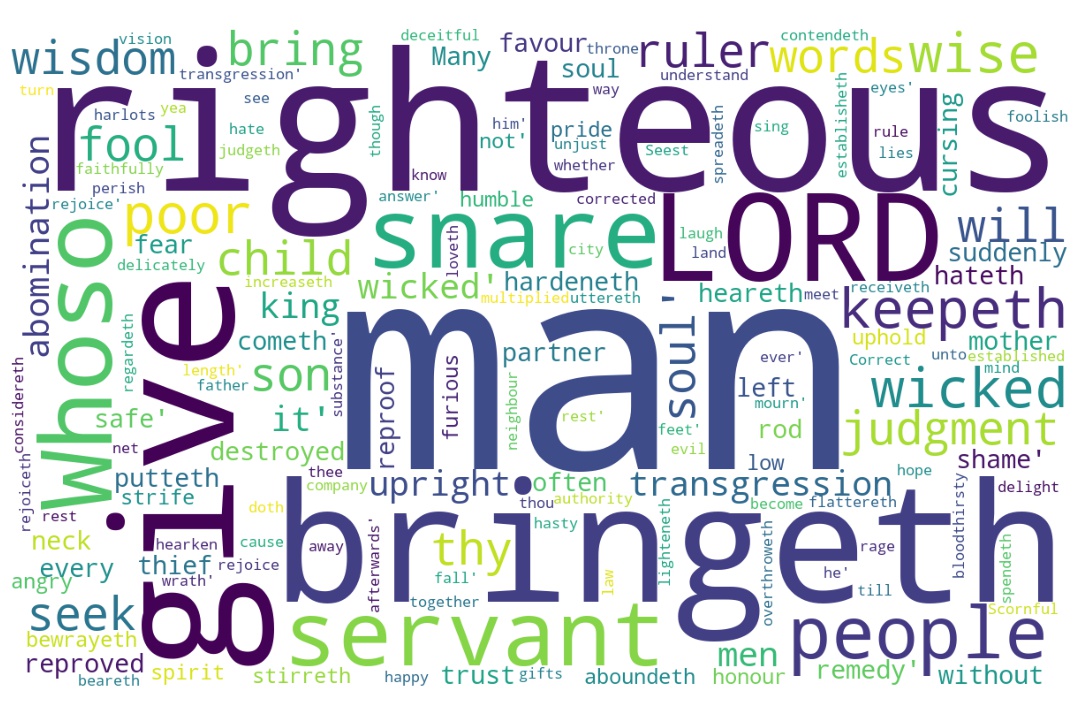 wisdom
vision
bring
deceitful
Many
favour
throne
ruler
contendeth
words
wise
transgression'
soul
way
understand
turn
righteous
harlots
yea
see
fool
hate
judgeth
though
him'
not'
pride
unjust
whether
spreadeth
Seest
sing
establisheth
eyes'
rule
lies
cursing
foolish
faithfully
perish
rejoice'
know
answer'
humble
corrected
abomination
whoso
poor
fear
delicately
child
increaseth
snare
loveth
city
LORD
laugh
land
will
suddenly
hateth
wicked'
hardeneth
multiplied
uttereth
heareth
meet
receiveth
keepeth
king
cometh'
give
man
soul'
uphold
mother
Correct
unto
established
mind
regardeth
length'
father
son
substance'
reproof
furious
partner
neighbour
rest'
ever'
left
mourn'
wicked
considereth
safe'
it'
feet'
rod
judgment
net
destroyed
evil
low
shame'
rejoiceth
putteth
strife
thee
company
upright
often
transgression
hope
delight
rest
doth
thou
authority
become
flattereth
neck
hearken
cause
away
afterwards'
bringeth
hasty
thy
lighteneth
overthroweth
rage
bloodthirsty
spendeth
every
thief
rejoice
fall'
law
he'
angry
wrath'
together
till
seek
servant
Scornful
bewrayeth
people
reproved
spirit
men
remedy'
beareth
stirreth
happy
trust
gifts
aboundeth
honour
without